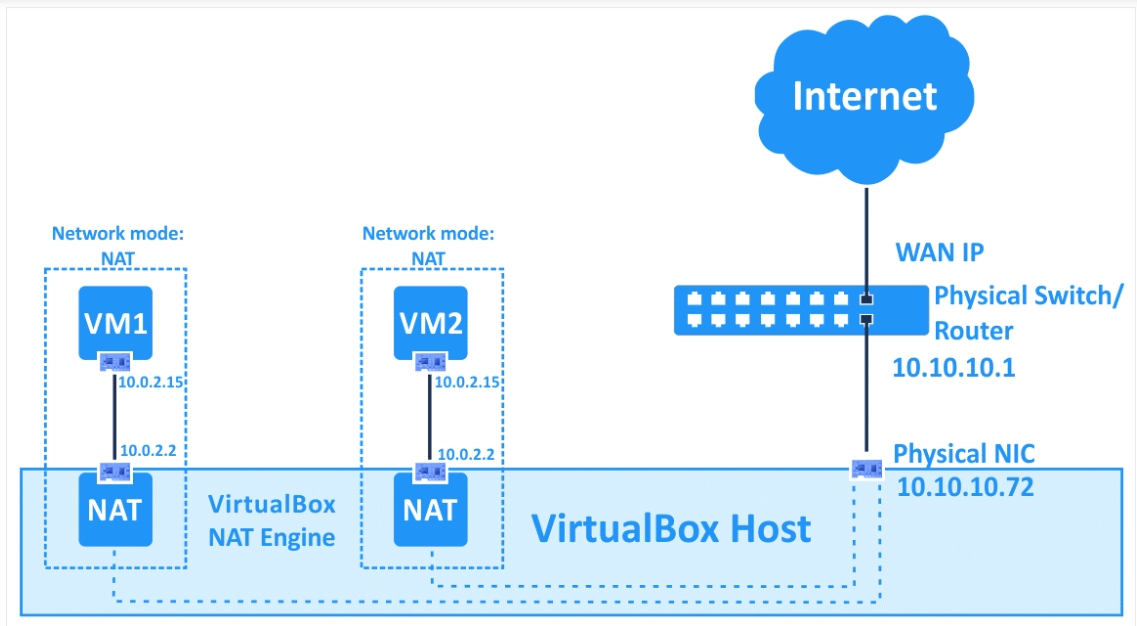 Internet
WAN IP
Physical Switch/
Router
10.10.10.1
Network mode:
NAT
VM1
10.0.2.15
10.0.2.2
NAT
Network mode:
NAT
VM2
10.0.2.15
10.0.2.2
NAT
VirtualBox
NAT Engine
VirtualBox Host
Physical NIC
10.10.10.72